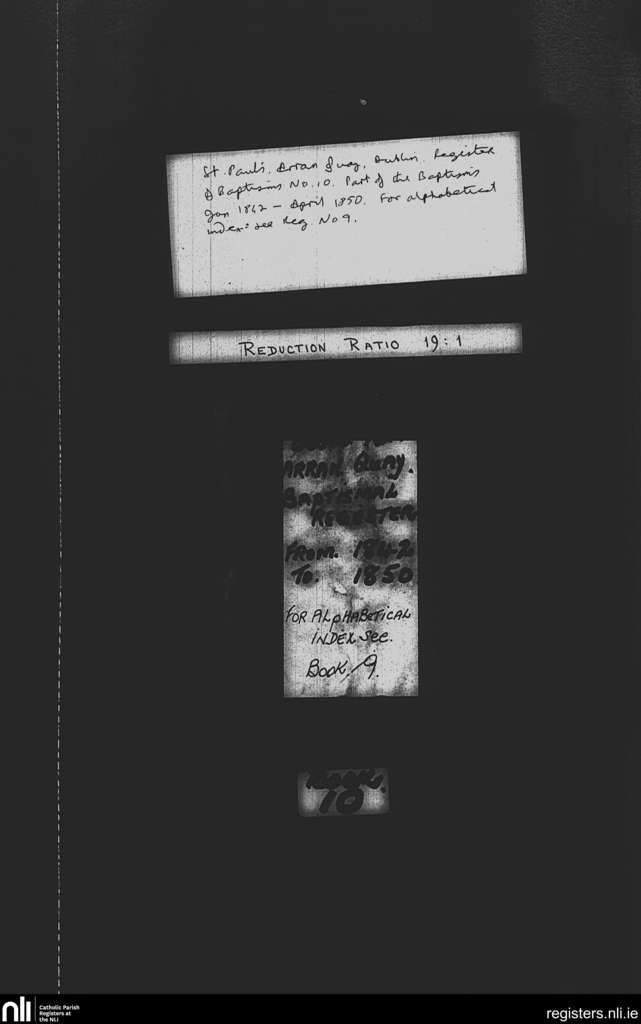 St. Paul's, Arran Quay, Dublin. Register
of Baptisms No. 10. Part of the Baptisms
Jan 1842 – April 1850. For alphabetical
index: see Reg. No 9.
REDUCTION RATIO 19:1
ARRAN QUAY.
BAPTISMAL
REGISTER
FROM. 1842
To. 1850
FOR ALPHABETICAL
INDEX See.
BOOK. 9.
BOOK.
10
nli
Catholic Parish
Registers at
the NLI
registers.nli.ie